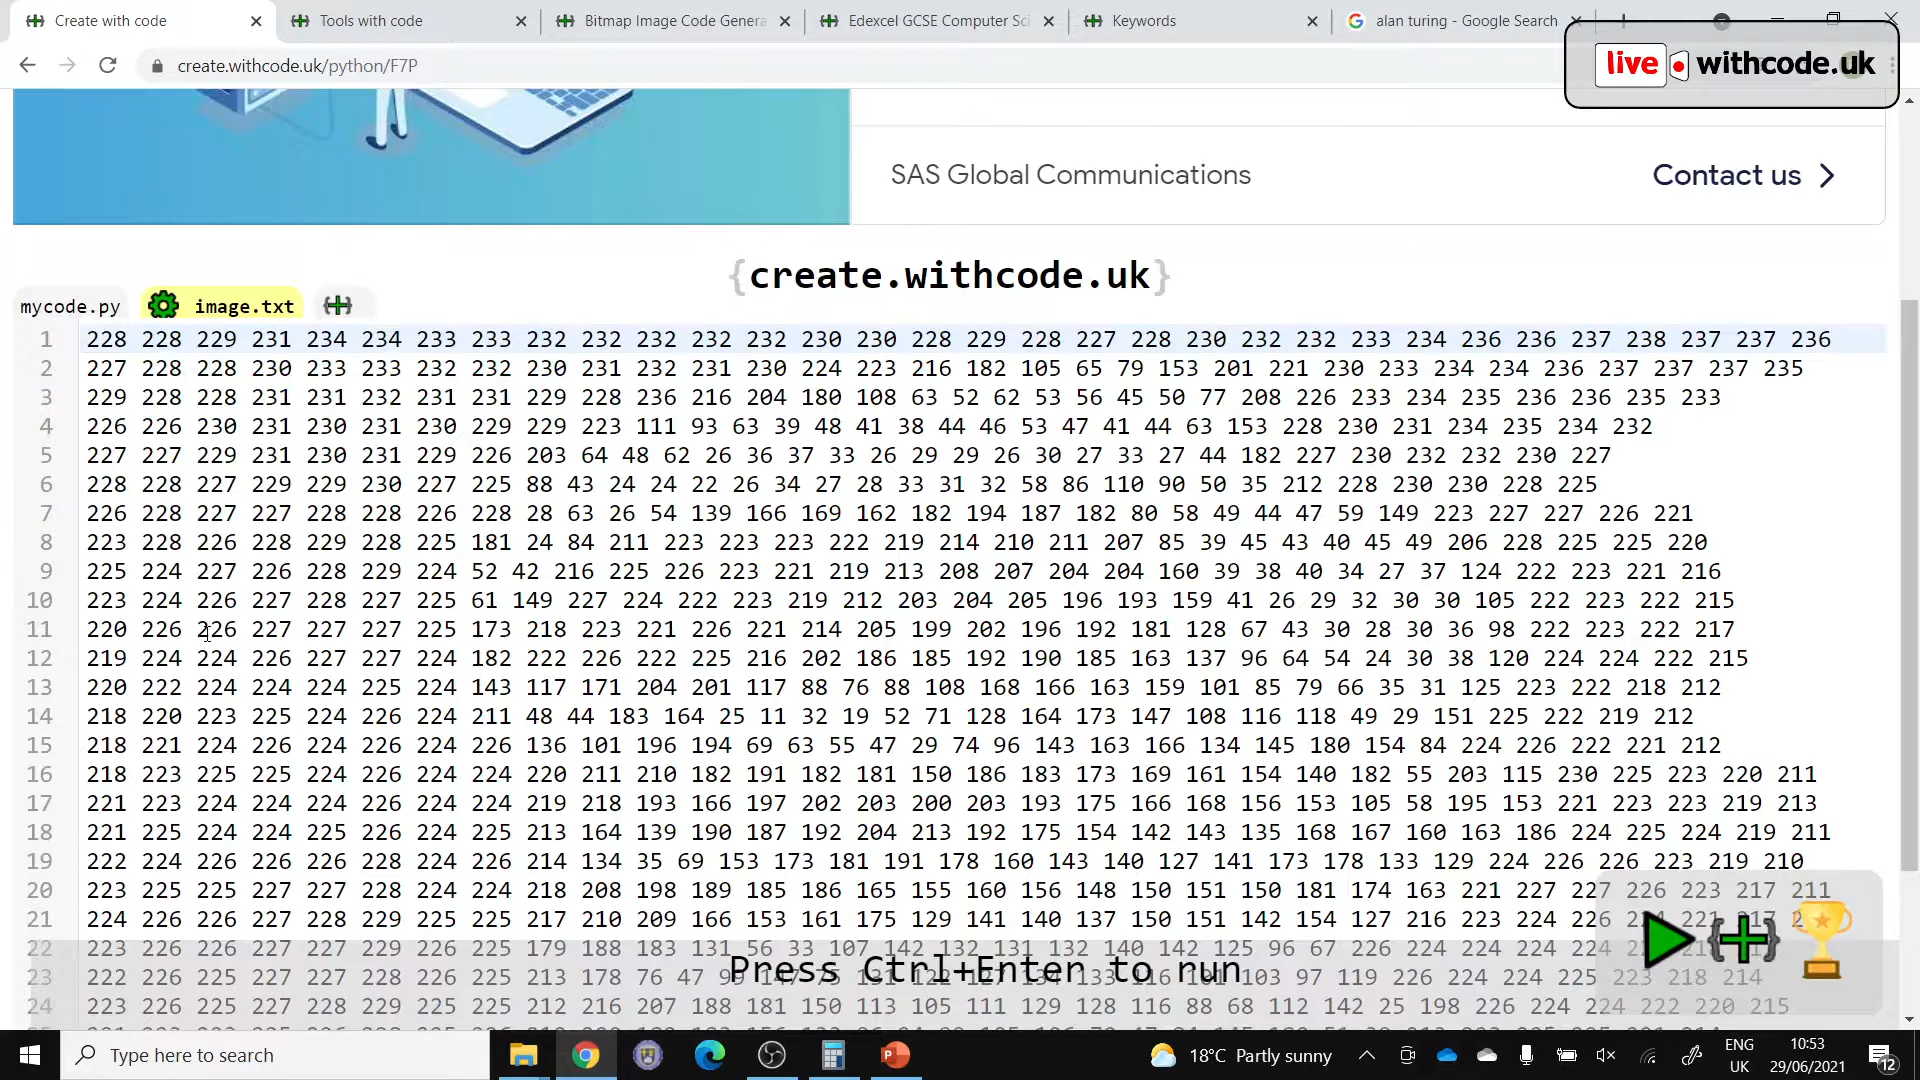 Create with code
Tools with code
Bitmap Image Code Genera
Edexcel GCSE Computer Sci
Keywords
alan turing - Google Search
create.withcode.uk/python/F7P
live withcode.uk
SAS Global Communications
Contact us
{create.withcode.uk}
mycode.py image.txt
1 228 228 229 231 234 234 233 233 232 232 232 232 232 230 230 228 229 228 227 228 230 232 232 233 234 236 236 237 238 237 237 236
2 227 228 228 230 233 233 232 232 230 231 232 231 230 224 223 216 182 105 65 79 153 201 221 230 233 234 234 236 237 237 237 235
3 229 228 228 231 231 232 231 231 229 228 236 216 204 180 108 63 52 62 53 56 45 50 77 208 226 233 234 235 236 236 235 233
4 226 226 230 231 230 231 230 229 229 223 111 93 63 39 48 41 38 44 46 53 47 41 44 63 153 228 230 231 234 235 234 232
5 227 227 229 231 230 231 229 226 203 64 48 62 26 36 37 33 26 29 29 26 30 27 33 27 44 182 227 230 232 232 230 227
6 228 228 227 229 229 230 227 225 88 43 24 24 22 26 34 27 28 33 31 32 58 86 110 90 50 35 212 228 230 230 228 225
7 226 228 227 227 228 228 226 228 28 63 26 54 139 166 169 162 182 194 187 182 80 58 49 44 47 59 149 223 227 227 226 221
8 223 228 226 228 229 228 225 181 24 84 211 223 223 223 222 219 214 210 211 207 85 39 45 43 40 45 49 206 228 225 225 220
9 225 224 227 226 228 229 224 52 42 216 225 226 223 221 219 213 208 207 204 204 160 39 38 40 34 27 37 124 222 223 221 216
10 223 224 226 227 228 227 225 61 149 227 224 222 223 219 212 203 204 205 196 193 159 41 26 29 32 30 30 105 222 223 222 215
11 220 226 226 227 227 227 225 173 218 223 221 226 221 214 205 199 202 196 192 181 128 67 43 30 28 30 36 98 222 223 222 217
12 219 224 224 226 227 227 224 182 222 226 222 225 216 202 186 185 192 190 185 163 137 96 64 54 24 30 38 120 224 224 222 215
13 220 222 224 224 224 225 224 143 117 171 204 201 117 88 76 88 108 168 166 163 159 101 85 79 66 35 31 125 223 222 218 212
14 218 220 223 225 224 226 224 211 48 44 183 164 25 11 32 19 52 71 128 164 173 147 108 116 118 49 29 151 225 222 219 212
15 218 221 224 226 224 226 224 226 136 101 196 194 69 63 55 47 29 74 96 143 163 166 134 145 180 154 84 224 226 222 221 212
16 218 223 225 225 224 226 224 224 220 211 210 182 191 182 181 150 186 183 173 169 161 154 140 182 55 203 115 230 225 223 220 211
17 221 223 224 224 224 226 224 224 219 218 193 166 197 202 203 200 203 193 175 166 168 156 153 105 58 195 153 221 223 223 219 213
18 221 225 224 224 225 226 224 225 213 164 139 190 187 192 204 213 192 175 154 142 143 135 168 167 160 163 186 224 225 224 219 211
19 222 224 226 226 226 228 224 226 214 134 35 69 153 173 181 191 178 160 143 140 127 141 173 178 133 129 224 226 226 223 219 210
20 223 225 225 227 227 228 224 224 218 208 198 189 185 186 165 155 160 156 148 150 151 150 181 174 163 221 227 227 226 223 217 211
21 224 226 226 227 228 229 225 225 217 210 209 166 153 161 175 129 141 140 137 150 151 142 154 127 216 223 224 226 221 217
22 223 226 226 227 227 229 226 225 179 188 183 131 56 33 107 142 132 131 132 140 142 125 96 67 226 224 224 224 224
23 222 226 225 227 227 228 226 225 213 178 76 47 147 75 131 122 127 134 133 116 101 103 97 119 226 224 224 225 223 218 214
24 223 226 225 227 228 229 225 225 212 216 207 188 181 150 113 105 111 129 128 116 88 68 112 142 25 198 226 224 224 222 220 215
Press Ctrl+Enter to run
Type here to search
18°C Partly sunny
ENG
UK
10:53
29/06/2021
12